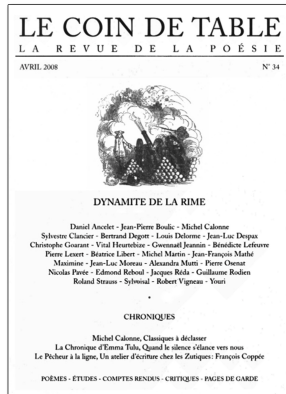 LE COIN DE TABLE
LA REVUE DE LA POÉSIE
AVRIL 2008
N° 34
DYNAMITE DE LA RIME
Daniel Ancelet - Jean-Pierre Boulic - Michel Calonne
Sylvestre Clancier - Bertrand Degott - Louis Delorme - Jean-Luc Despax
Christophe Goarant - Vital Heurtebize - Gwennaël Jeannin - Bénédicte Lefeuvre
Pierre Lexert - Béatrice Libert - Michel Martin - Jean-François Mathé
Maximine - Jean-Luc Moreau - Alexandra Mutti - Pierre Osenat
Nicolas Pavée - Edmond Reboul - Jacques Réda - Guillaume Rodien
Roland Strauss - Sylvoisal - Robert Vigneau - Youri
*
CHRONIQUES
Michel Calonne, Classiques à déclasser
La Chronique d'Emma Tulu, Quand le silence s'élance vers nous
Le Pêcheur à la ligne, Un atelier d'écriture chez les Zutiques: François Coppée
POÈMES - ÉTUDES - COMPTES RENDUS - CRITIQUES - PAGES DE GARDE